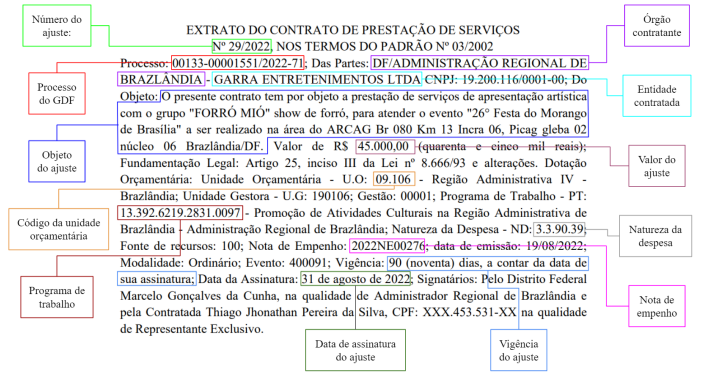 Número do
ajuste:
Processo
do GDF
Objeto
do ajuste
Código da unidade
orçamentária
Programa de
trabalho
EXTRATO DO CONTRATO DE PRESTAÇÃO DE SERVIÇOS
Nº 29/2022, NOS TERMOS DO PADRÃO Nº 03/2002
Processo: 00133-00001551/2022-71; Das Partes: DF/ADMINISTRAÇÃO REGIONAL DE
BRAZLÂNDIA - GARRA ENTRETENIMENTOS LTDA CNPJ: 19.200.116/0001-00; Do
Objeto: O presente contrato tem por objeto a prestação de serviços de apresentação artística
com o grupo "FORRÓ MIÓ" show de forró, para atender o evento "26° Festa do Morango
de Brasília" a ser realizado na área do ARCAG Br 080 Km 13 Incra 06, Picag gleba 02
núcleo 06 Brazlândia/DF. Valor de R$ 45.000,00 (quarenta e cinco mil reais);
Fundamentação Legal: Artigo 25, inciso III da Lei nº 8.666/93 e alterações. Dotação
Orçamentária: Unidade Orçamentária - U.O: 09.106 - Região Administrativa IV -
Brazlândia; Unidade Gestora - U.G: 190106; Gestão: 00001; Programa de Trabalho - PT:
13.392.6219.2831.0097 - Promoção de Atividades Culturais na Região Administrativa de
Brazlândia - Administração Regional de Brazlândia; Natureza da Despesa - ND: 3.3.90.39;
Fonte de recursos: 100; Nota de Empenho: 2022NE00276; data de emissão: 19/08/2022;
Modalidade: Ordinário; Evento: 400091; Vigência: 90 (noventa) dias, a contar da data de
sua assinatura; Data da Assinatura: 31 de agosto de 2022; Signatários: Pelo Distrito Federal
Marcelo Gonçalves da Cunha, na qualidade de Administrador Regional de Brazlândia e
pela Contratada Thiago Jhonathan Pereira da Silva, CPF: XXX.453.531-XX na qualidade
de Representante Exclusivo.
Órgão
contratante
Entidade
contratada
Valor do
ajuste
Natureza da
despesa
Nota de
empenho
Data de assinatura
do ajuste
Vigência
do ajuste